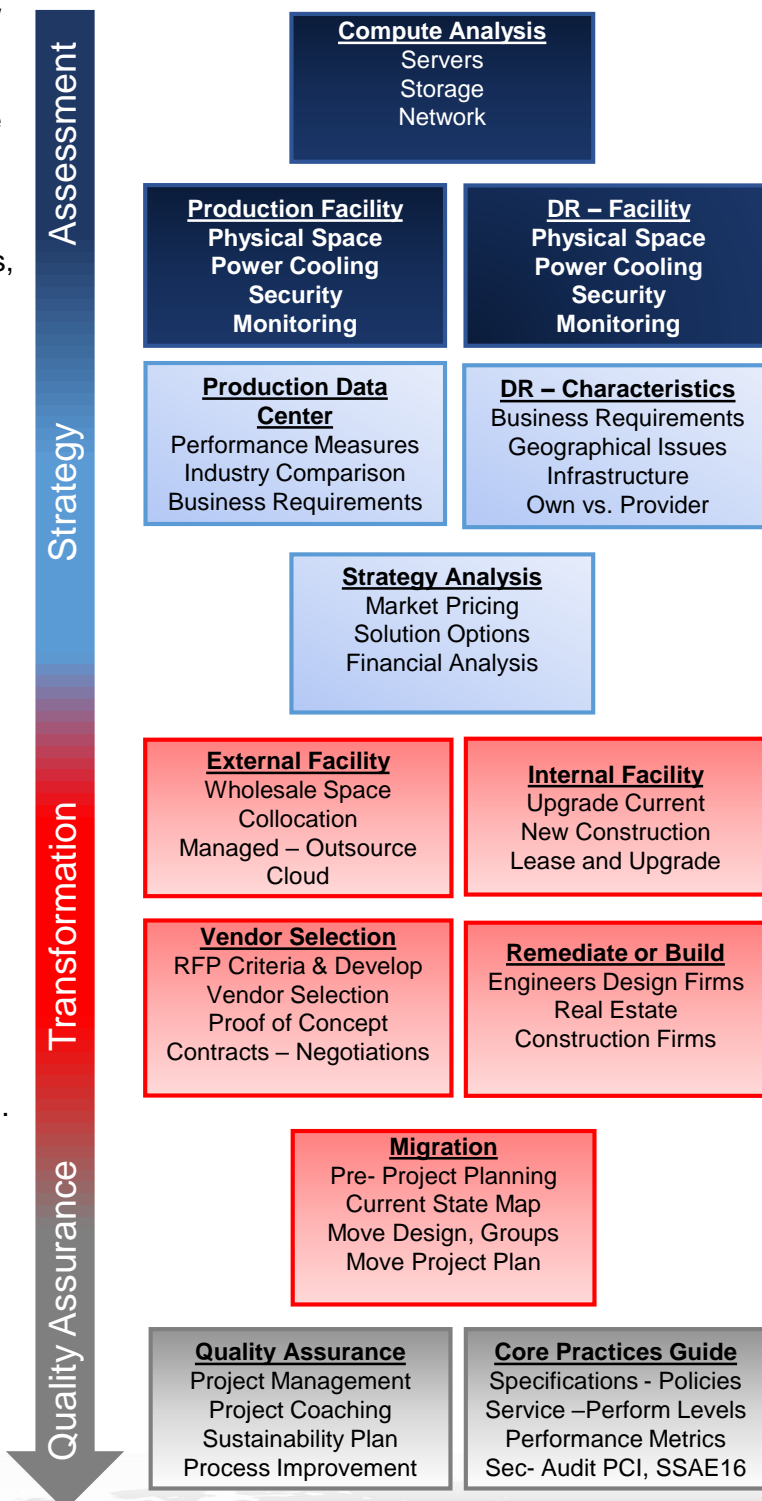 Assessment
Compute Analysis
Servers
Storage
Network
Production Facility
Physical Space
Power Cooling
Security
Monitoring
DR – Facility
Physical Space
Power Cooling
Security
Monitoring
s,
Strategy
Production Data
Center
Performance Measures
Industry Comparison
Business Requirements
DR – Characteristics
Business Requirements
Geographical Issues
Infrastructure
Own vs. Provider
Strategy Analysis
Market Pricing
Solution Options
Financial Analysis
Transformation
External Facility
Wholesale Space
Collocation
Managed – Outsource
Cloud
Internal Facility
Upgrade Current
New Construction
Lease and Upgrade
Vendor Selection
RFP Criteria & Develop
Vendor Selection
Proof of Concept
Contracts – Negotiations
Remediate or Build
Engineers Design Firms
Real Estate
Construction Firms
.
Migration
Pre- Project Planning
Current State Map
Move Design, Groups
Move Project Plan
Quality Assurance
Quality Assurance
Project Management
Project Coaching
Sustainability Plan
Process Improvement
Core Practices Guide
Specifications - Policies
Service –Perform Levels
Performance Metrics
Sec- Audit PCI, SSAE16